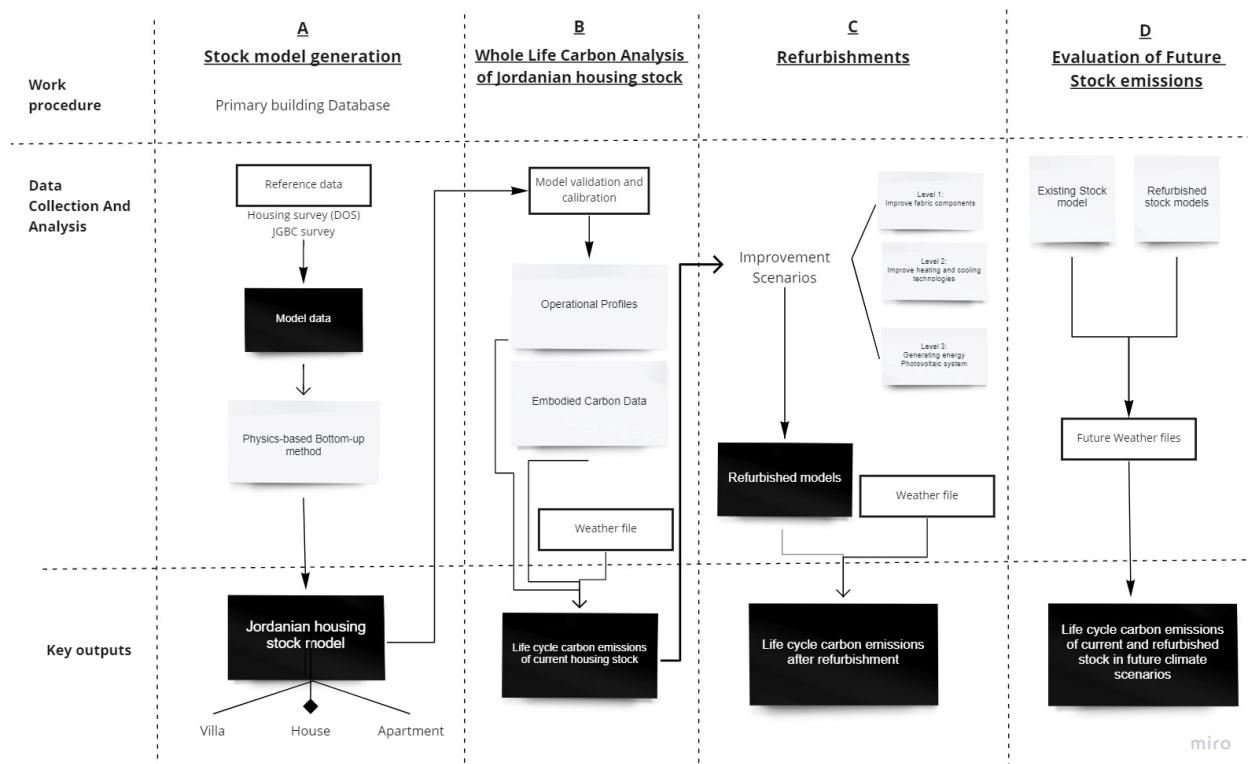 A
Stock model generation
B
Whole Life Carbon Analysis
of Jordanian housing stock
C
Refurbishments
D
Evaluation of Future
Stock emissions
Work
procedure
Primary building Database
Data
Collection And
Analysis
Reference data
Housing survey (DOS)
JGBC survey
Model data
Physics-based Bottom-up
method
Model validation and
calibration
Operational Profiles
Embodied Carbon Data
Weather file
Improvement
Scenarios
Level 1:
Improve fabric components
Level 2:
Improve heating and cooling
technologies
Level 3:
Generating energy
Photovoltaic system
Refurbished models
Weather file
Existing Stock
model
Refurbished
stock models
Future Weather files
Key outputs
Jordanian housing
stock model
Villa
House
Apartment
Life cycle carbon emissions
of current housing stock
Life cycle carbon emissions
after refurbishment
Life cycle carbon emissions
of current and refurbished
stock in future climate
scenarios
miro